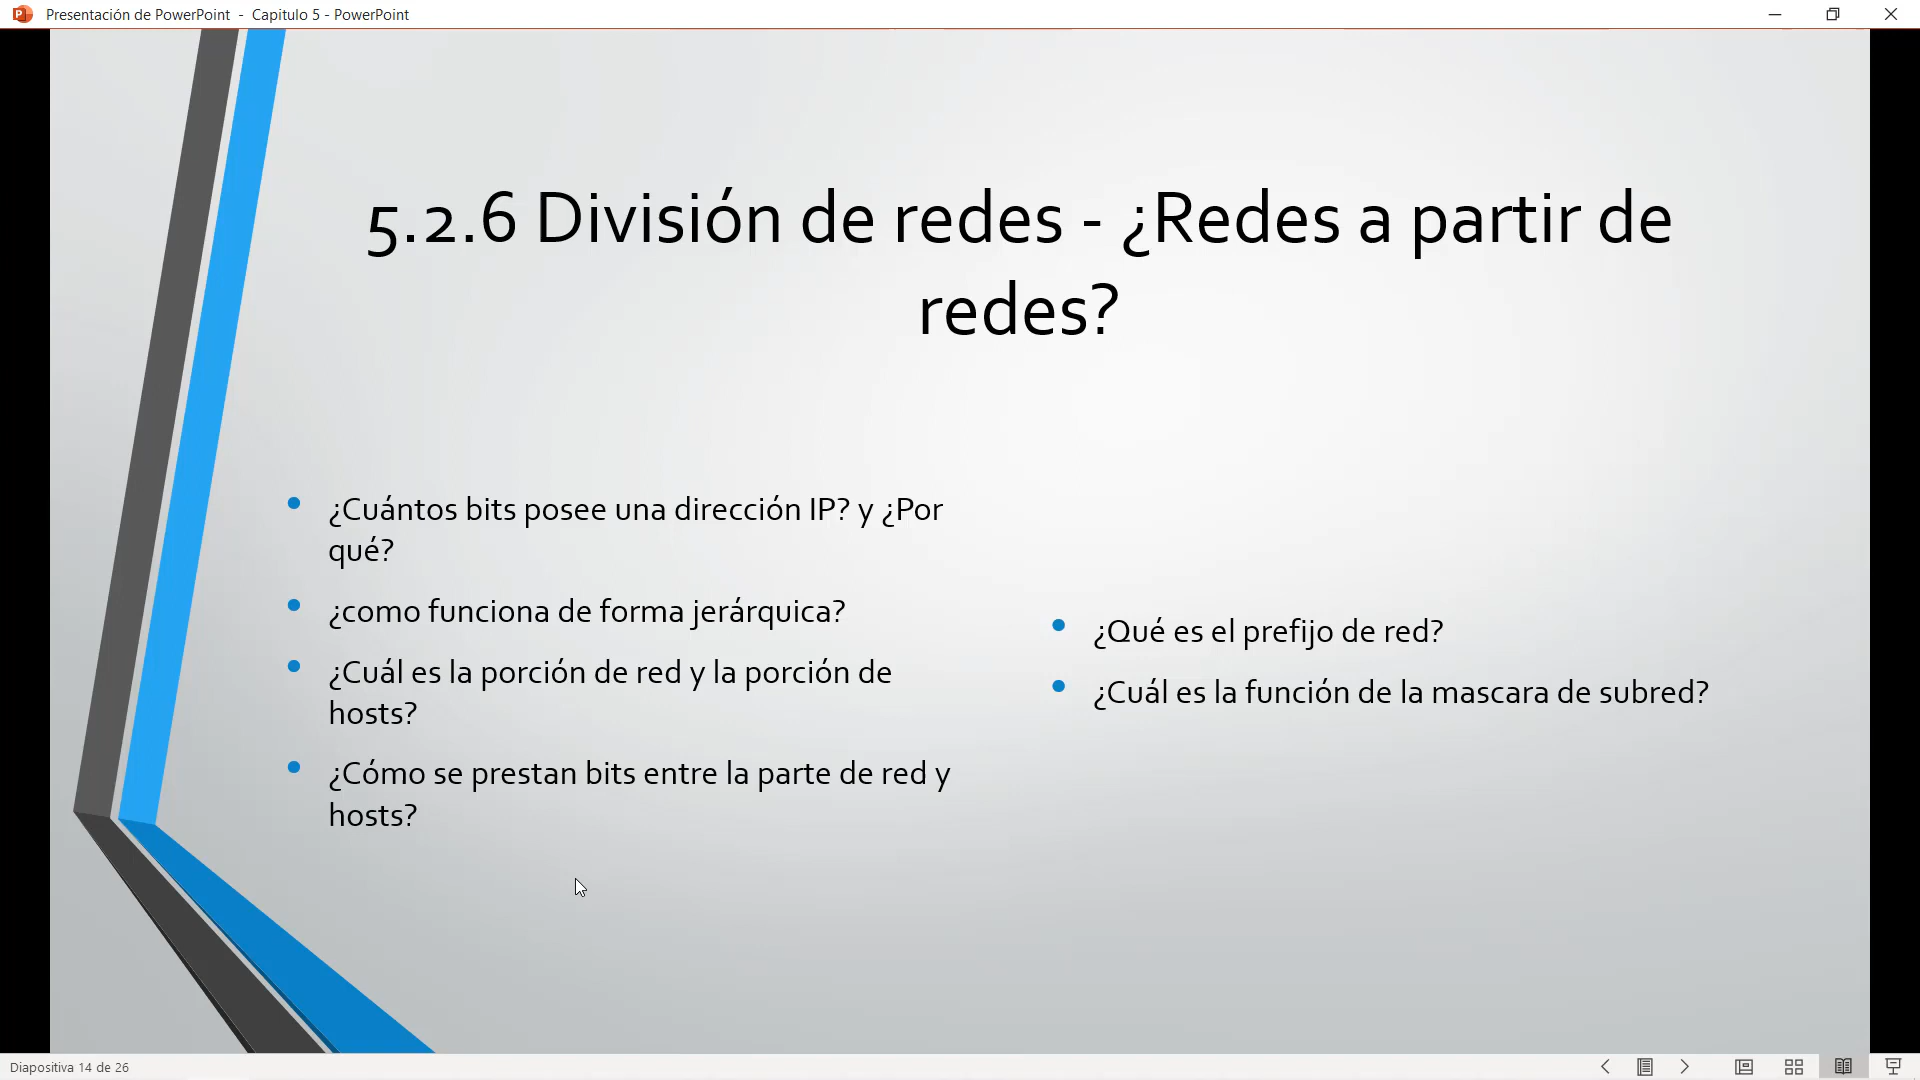 Presentación de PowerPoint - Capitulo 5 - PowerPoint
5.2.6 División de redes - ¿Redes a partir de
redes?
¿Cuántos bits posee una dirección IP? y ¿Por
qué?
¿como funciona de forma jerárquica?
¿Cuál es la porción de red y la porción de
hosts?
¿Cómo se prestan bits entre la parte de red y
hosts?
¿Qué es el prefijo de red?
¿Cuál es la función de la mascara de subred?
Diapositiva 14 de 26